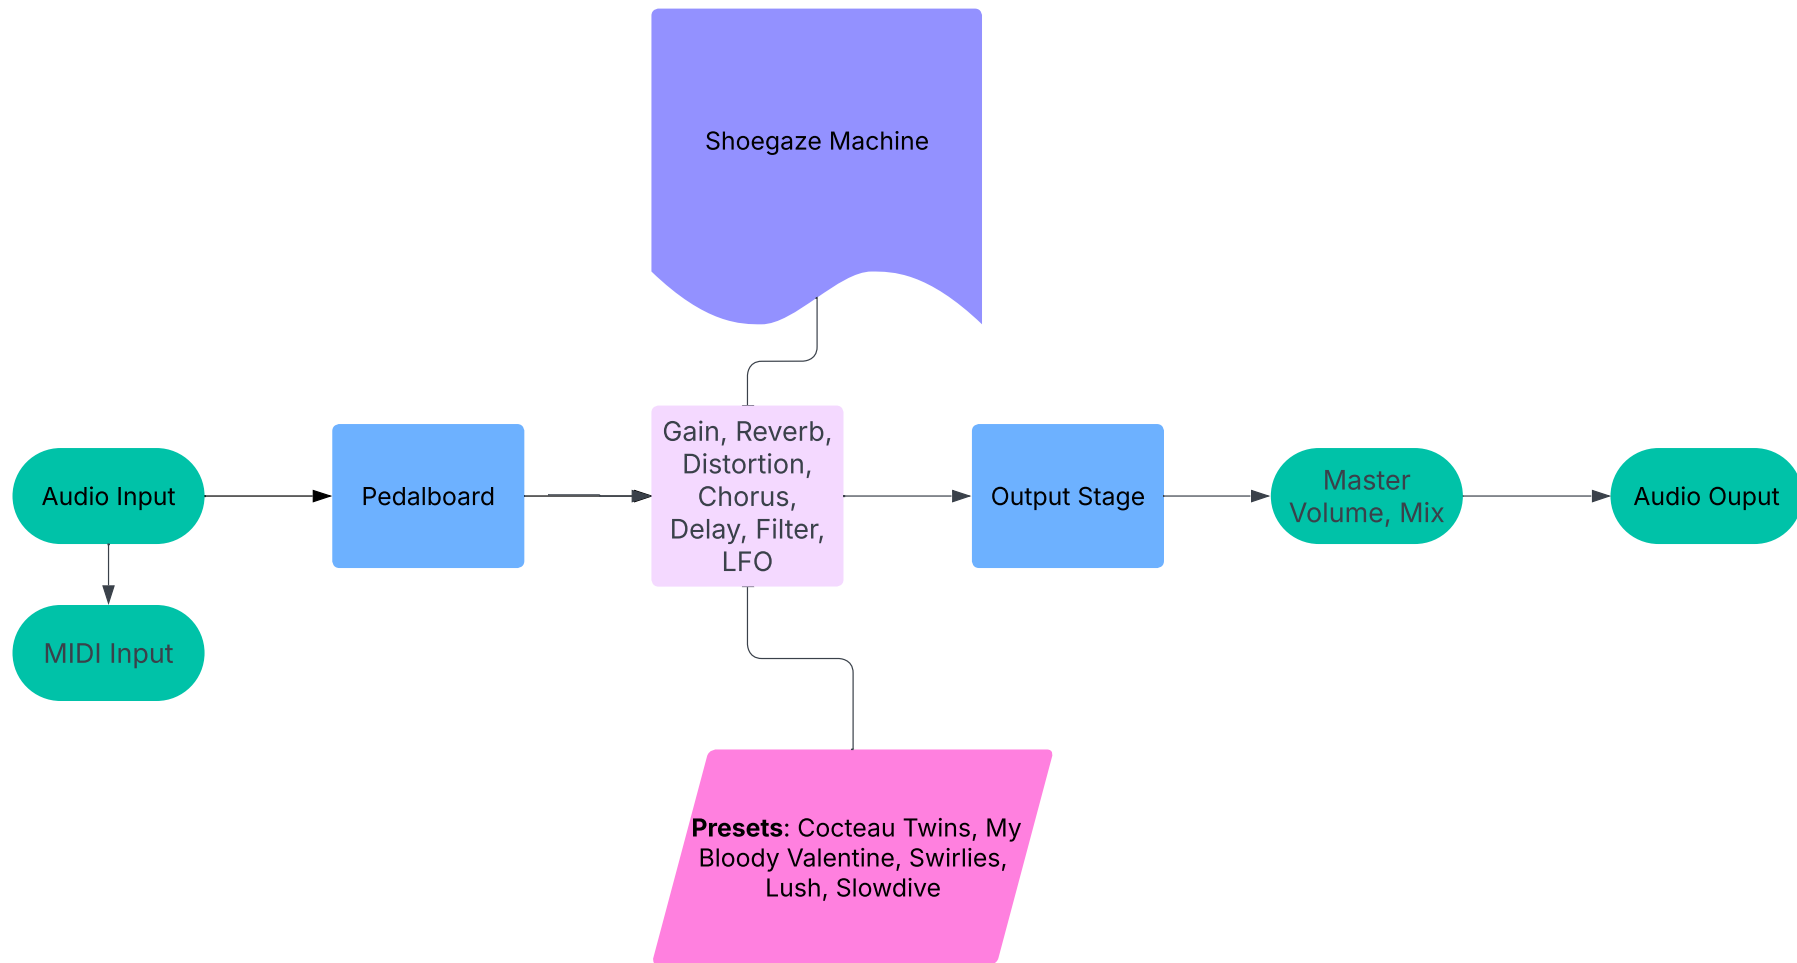 Shoegaze Machine
Audio Input
MIDI Input
Pedalboard
Gain, Reverb,
Distortion,
Chorus,
Delay, Filter,
LFO
Output Stage
Master
Volume, Mix
Audio Ouput
Presets: Cocteau Twins, My
Bloody Valentine, Swirlies,
Lush, Slowdive